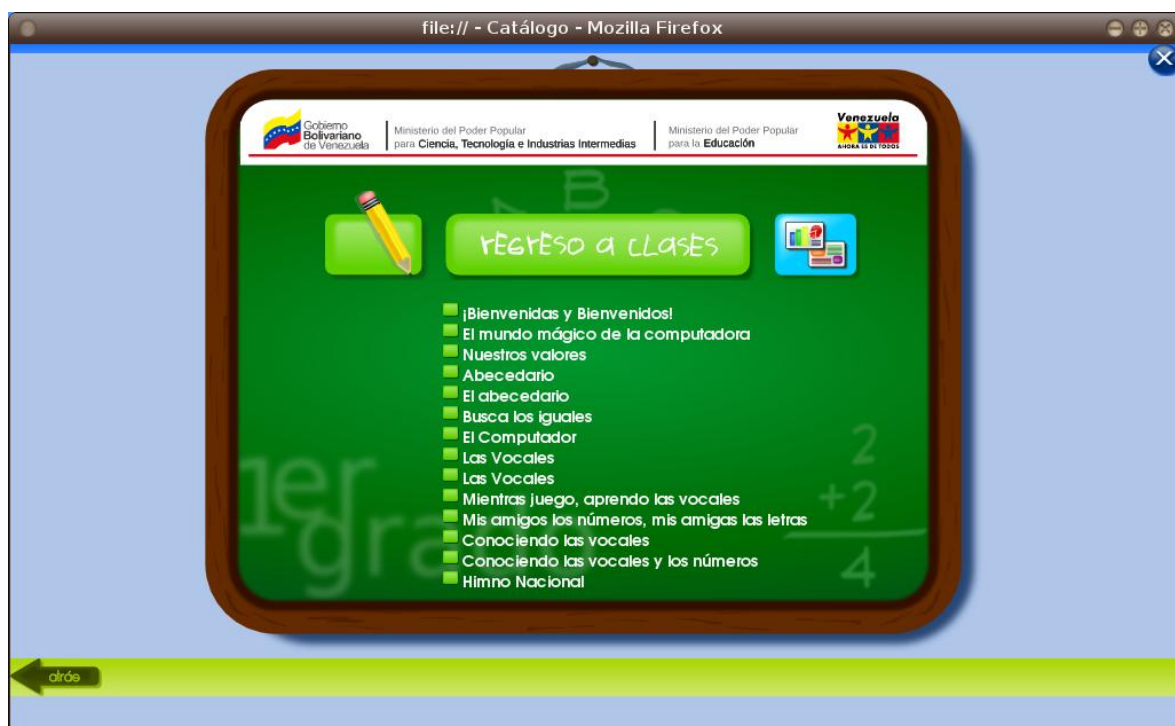 file:// - Catálogo - Mozilla Firefox
Gobierno
Bolivariano
de Venezuela
Ministerio del Poder Popular
para Ciencia, Tecnología e Industrias Intermedias
Ministerio del Poder Popular
para la Educación
Venezuela
AHORA ES DE TODOS
B
rEGrEso a cLasEs
¡Bienvenidas y Bienvenidos!
El mundo mágico de la computadora
Nuestros valores
Abecedario
El abecedario
Busca los iguales
El Computador
Las Vocales
Las Vocales
Mientras juego, aprendo las vocales
Mis amigos los números, mis amigas las letras
Conociendo las vocales
Conociendo las vocales y los números
Himno Nacional
1er
grado
2
+2
4
atrás